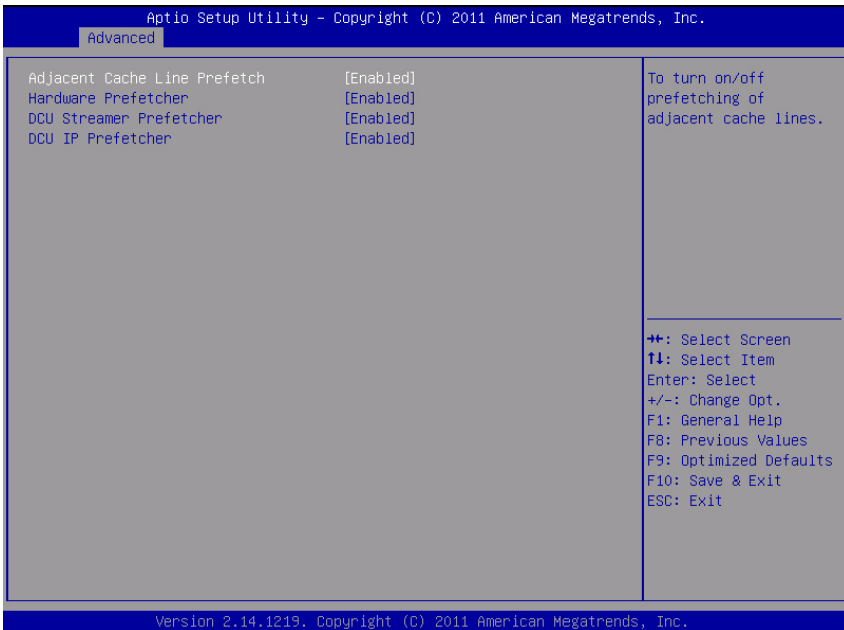 Aptio Setup Utility – Copyright (C) 2011 American Megatrends, Inc.
Advanced
Adjacent Cache Line Prefetch [Enabled]
Hardware Prefetcher [Enabled]
DCU Streamer Prefetcher [Enabled]
DCU IP Prefetcher [Enabled]
To turn on/off
prefetching of
adjacent cache lines.
→←: Select Screen
↑↓: Select Item
Enter: Select
+/-: Change Opt.
F1: General Help
F8: Previous Values
F9: Optimized Defaults
F10: Save & Exit
ESC: Exit
Version 2.14.1219. Copyright (C) 2011 American Megatrends, Inc.